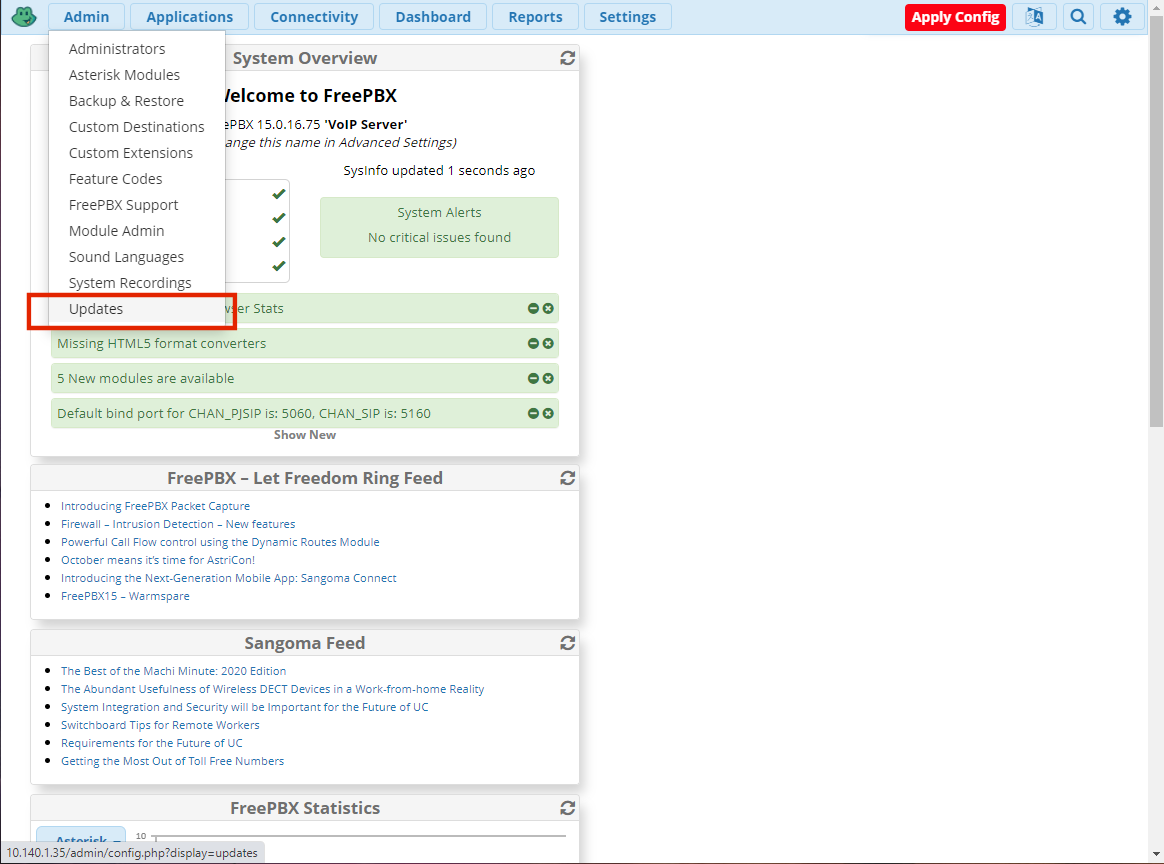 Admin
Applications
Connectivity
Dashboard
Reports
Settings
Apply Config
Administrators
Asterisk Modules
Backup & Restore
Custom Destinations
Custom Extensions
Feature Codes
FreePBX Support
Module Admin
Sound Languages
System Recordings
Updates
System Overview
Welcome to FreePBX
PBX 15.0.16.75 'VoIP Server'
ange this name in Advanced Settings)
SysInfo updated 1 seconds ago
System Alerts
No critical issues found
wser Stats
Missing HTML5 format converters
5 New modules are available
Default bind port for CHAN_PJSIP is: 5060, CHAN_SIP is: 5160
Show New
FreePBX – Let Freedom Ring Feed
Introducing FreePBX Packet Capture
Firewall – Intrusion Detection – New features
Powerful Call Flow control using the Dynamic Routes Module
October means it's time for AstriCon!
Introducing the Next-Generation Mobile App: Sangoma Connect
FreePBX15 – Warmspare
Sangoma Feed
The Best of the Machi Minute: 2020 Edition
The Abundant Usefulness of Wireless DECT Devices in a Work-from-home Reality
System Integration and Security will be Important for the Future of UC
Switchboard Tips for Remote Workers
Requirements for the Future of UC
Getting the Most Out of Toll Free Numbers
FreePBX Statistics
Asterisk
10
10.140.1.35/admin/config.php?display=updates